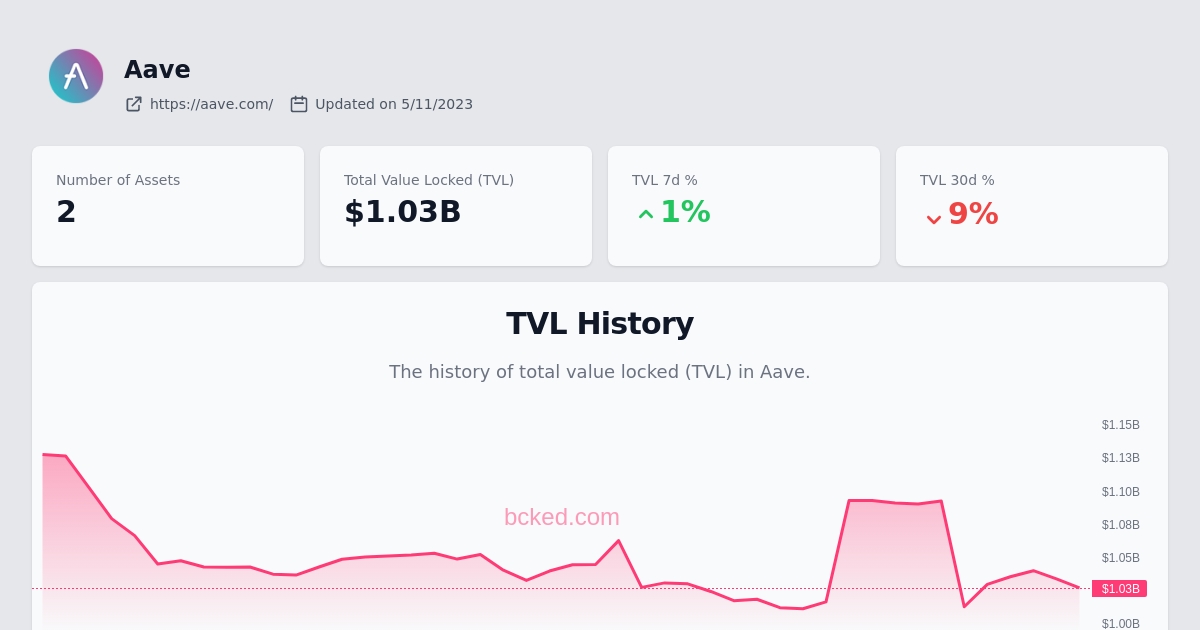 Aave
https://aave.com/ Updated on 5/11/2023
Number of Assets
2
Total Value Locked (TVL)
$1.03B
TVL 7d %
1%
TVL 30d %
9%
TVL History
The history of total value locked (TVL) in Aave.
$1.15B
$1.13B
$1.10B
bcked.com
$1.08B
$1.05B
$1.03B
$1.00B